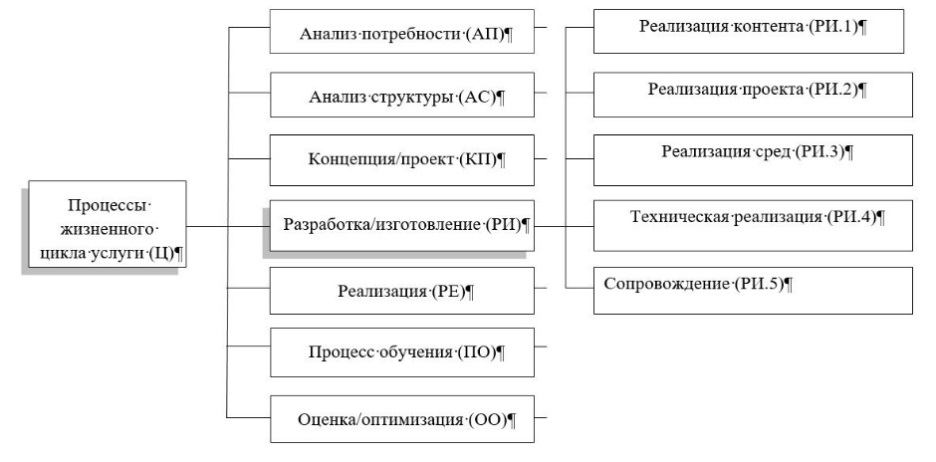 Процессы
жизненного
цикла услуги (Ц)¶
Анализ потребности (АП)¶
Анализ структуры (АС)¶
Концепция/проект (КП)¶
Разработка/изготовление (РИ)¶
Реализация (РЕ)¶
Процесс обучения (ПО)¶
Оценка/оптимизация (ОО)¶
Реализация контента (РИ.1)¶
Реализация проекта (РИ.2)¶
Реализация сред (РИ.3)¶
Техническая реализация (РИ.4)¶
Сопровождение (РИ.5)¶